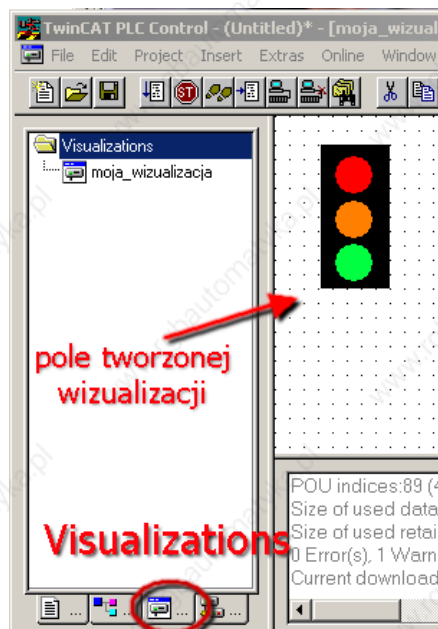 TwinCAT PLC Control - (Untitled)* - [moja_wizual
File Edit Project Insert Extras Online Window
Visualizations
moja_wizualizacja
pole tworzonej
wizualizacji
POU indices:89 (4
Size of used data
Size of used retai
0 Error(s), 1 Warn
Current download
Visualizations
... ... ... ...